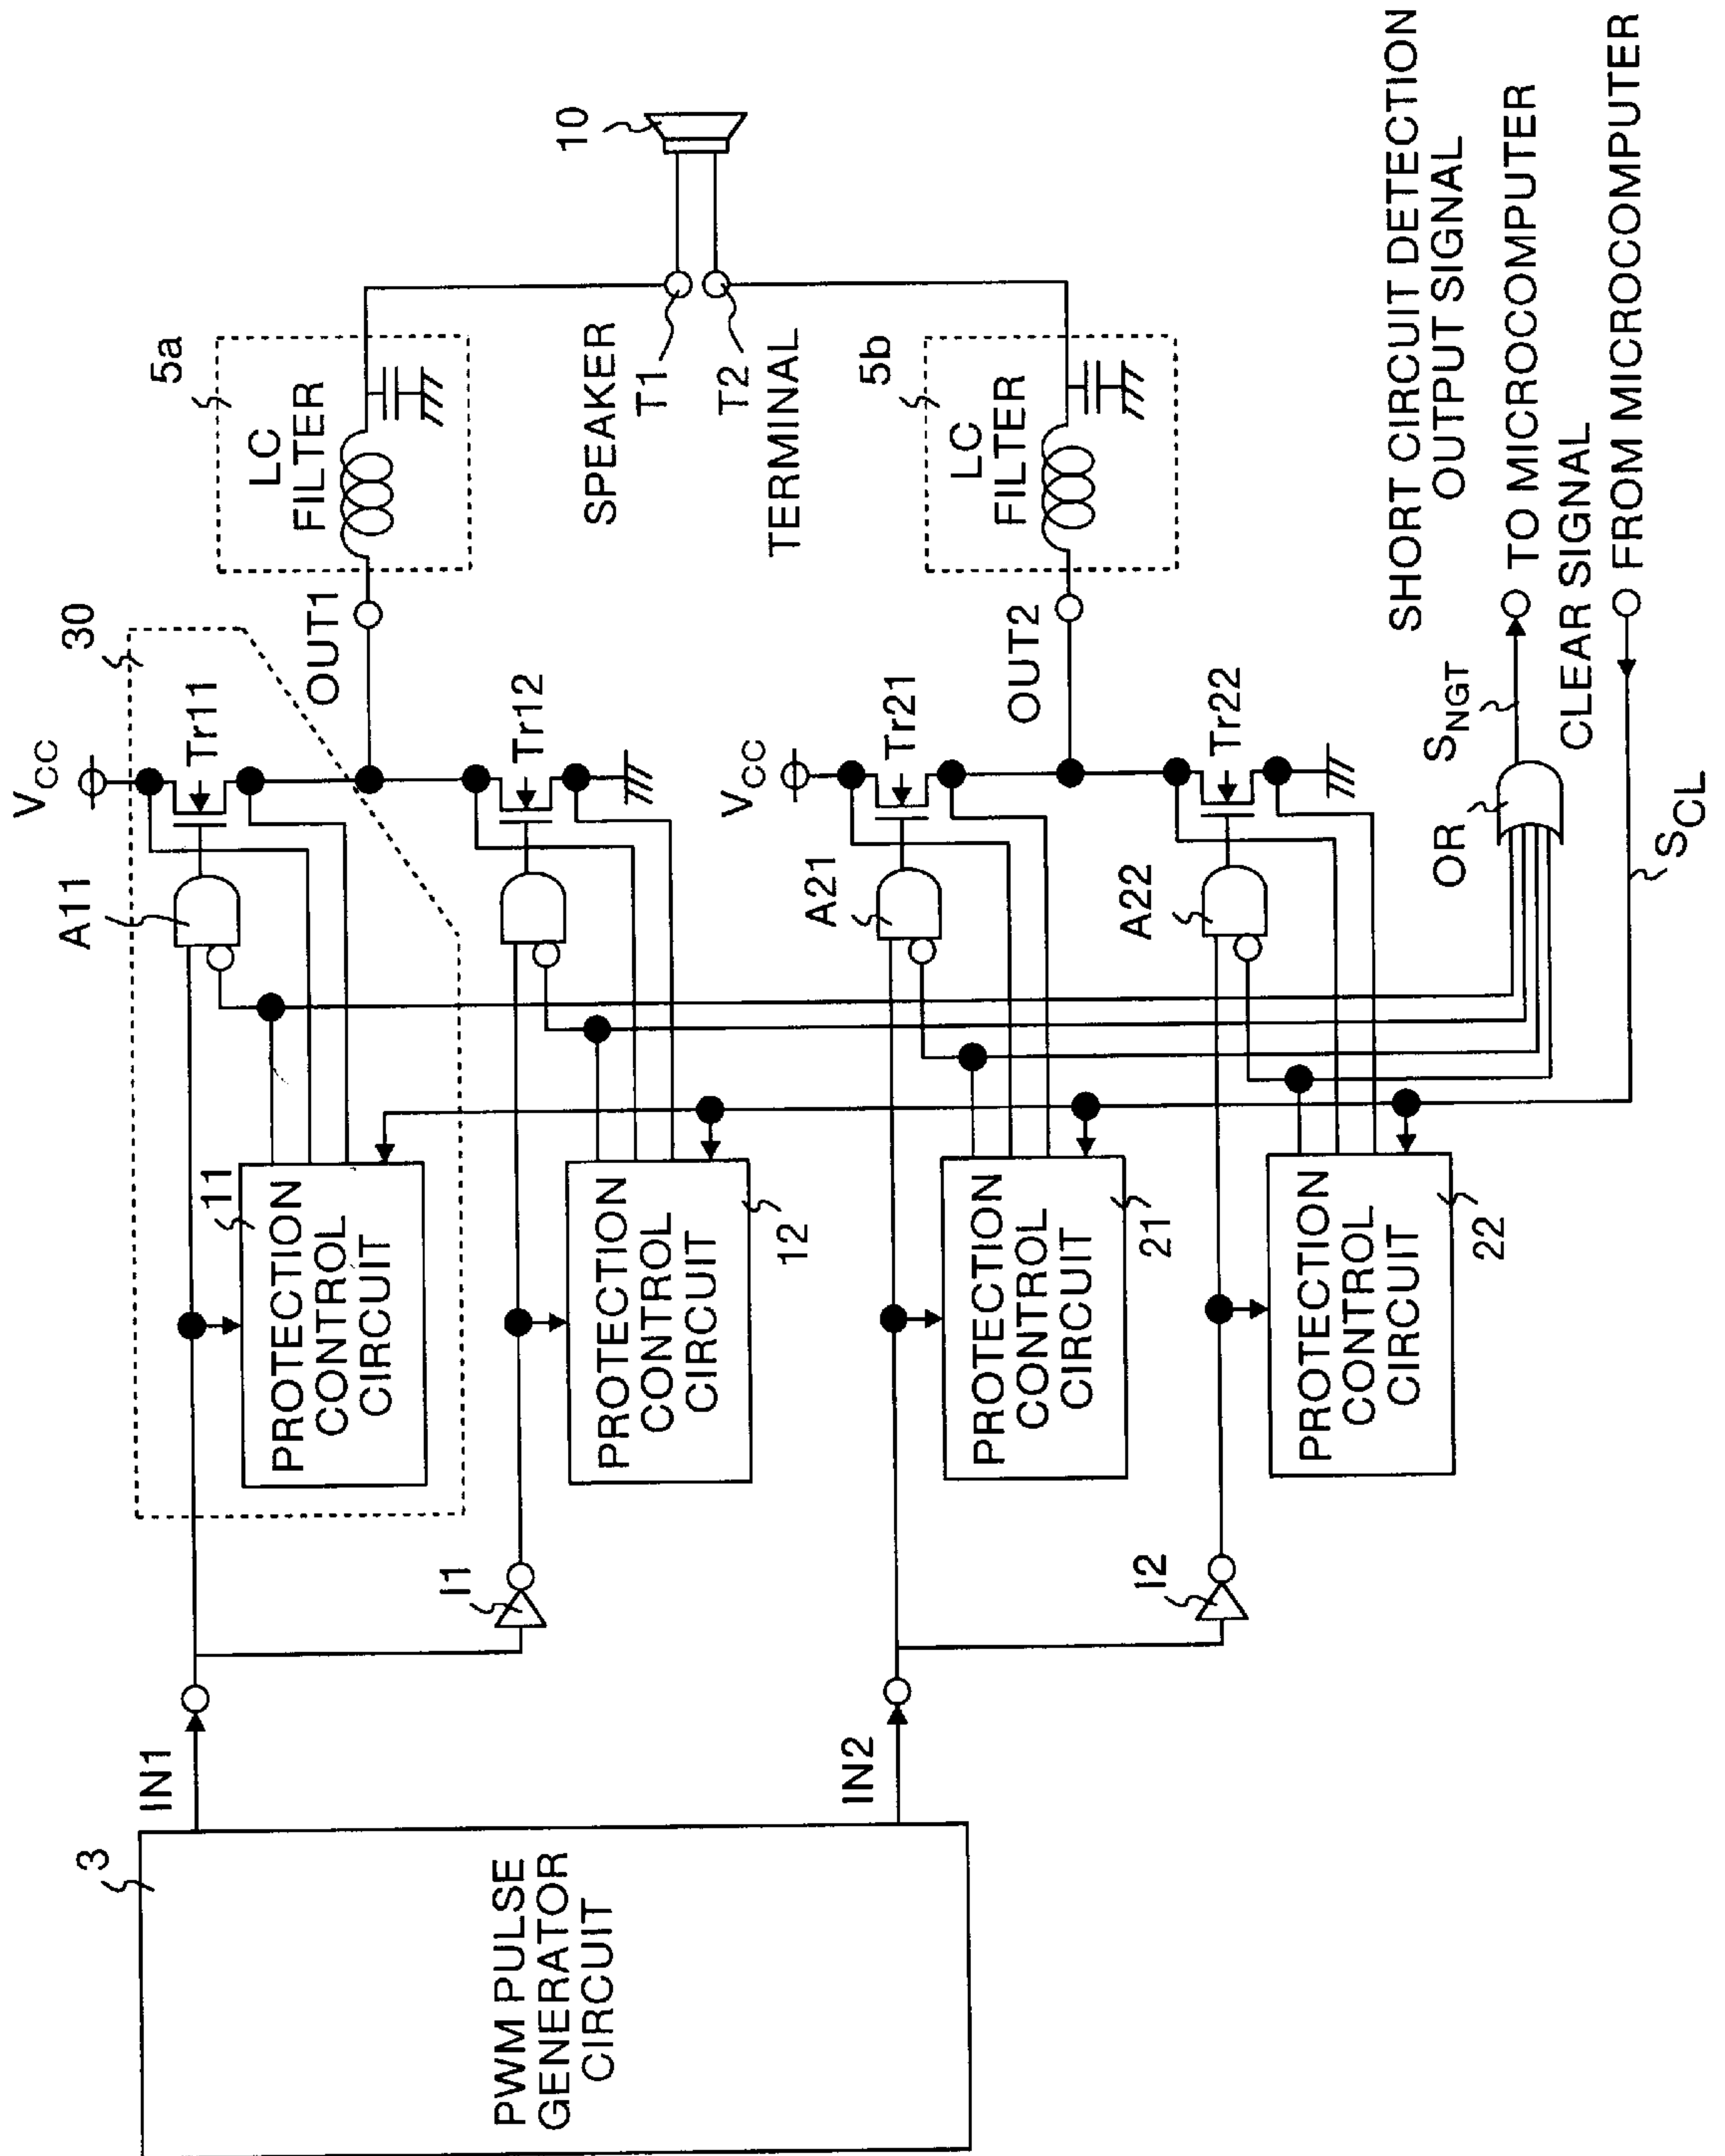 3
PWM PULSE
GENERATOR
CIRCUIT
IN1
IN2
I1
I2
30
11
PROTECTION
CONTROL
CIRCUIT
PROTECTION
CONTROL
CIRCUIT
12
PROTECTION
CONTROL
CIRCUIT
21
PROTECTION
CONTROL
CIRCUIT
22
A11
A21
A22
VCC
Tr11
Tr12
VCC
Tr21
Tr22
OUT1
OUT2
5a
LC
FILTER
5b
LC
FILTER
SPEAKER
T1
T2
TERMINAL
10
OR
SNGT
SHORT CIRCUIT DETECTION
OUTPUT SIGNAL
TO MICROCOMPUTER
CLEAR SIGNAL
FROM MICROCOMPUTER
SCL